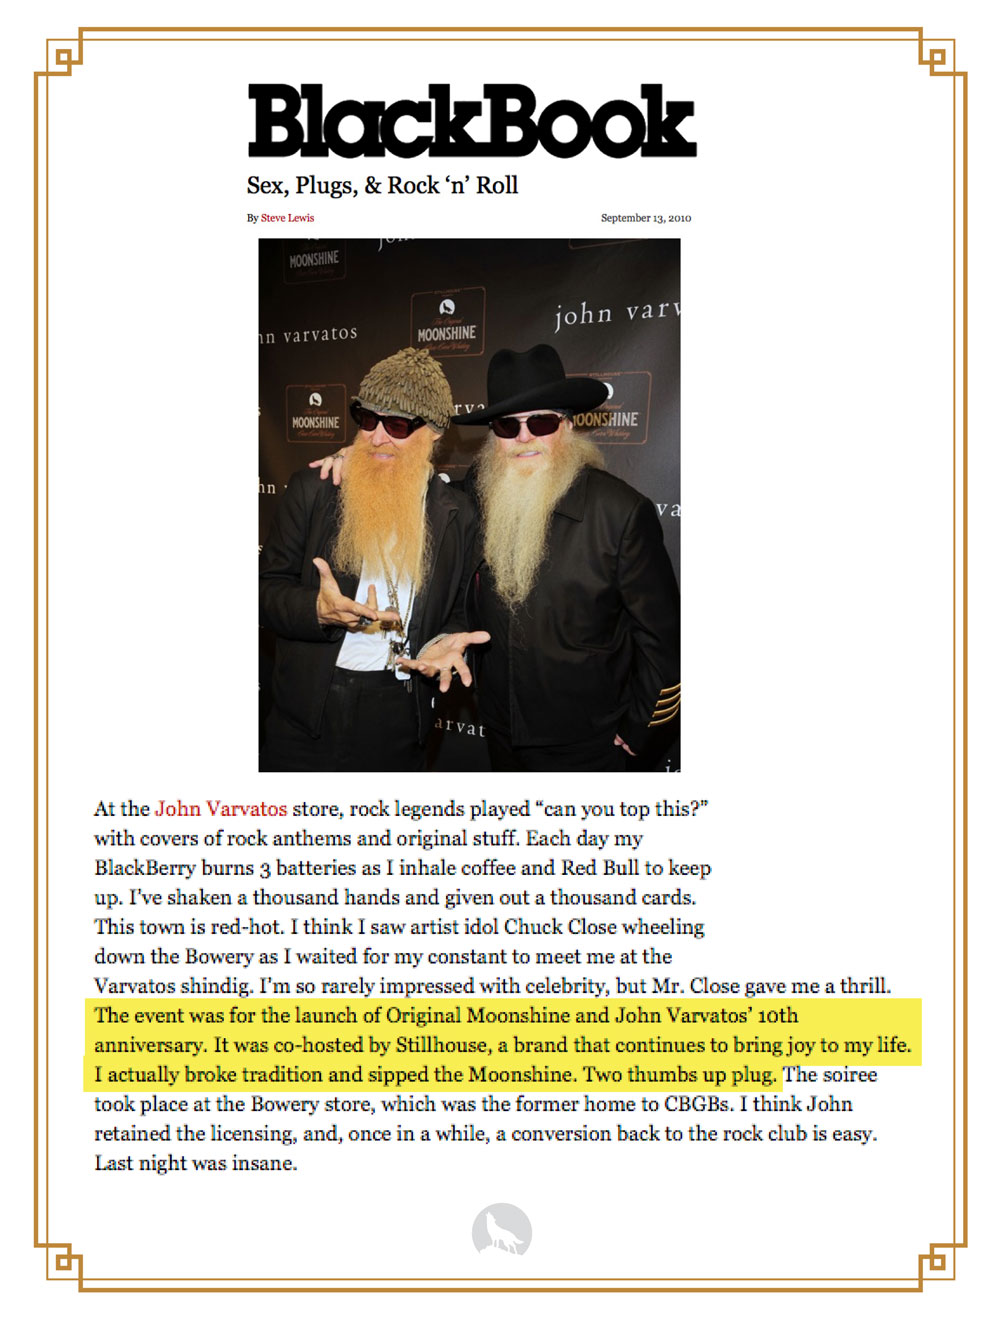 BlackBook
Sex, Plugs, & Rock ‘n’ Roll
By Steve Lewis September 13, 2010
MOONSHINE
john varvatos
The Original
MOONSHINE
john varv
The Original
MOONSHINE
MOONSHINE
arvat
At the John Varvatos store, rock legends played “can you top this?”
with covers of rock anthems and original stuff. Each day my
BlackBerry burns 3 batteries as I inhale coffee and Red Bull to keep
up. I’ve shaken a thousand hands and given out a thousand cards.
This town is red-hot. I think I saw artist idol Chuck Close wheeling
down the Bowery as I waited for my constant to meet me at the
Varvatos shindig. I’m so rarely impressed with celebrity, but Mr. Close gave me a thrill.
The event was for the launch of Original Moonshine and John Varvatos’ 10th
anniversary. It was co-hosted by Stillhouse, a brand that continues to bring joy to my life.
I actually broke tradition and sipped the Moonshine. Two thumbs up plug. The soiree
took place at the Bowery store, which was the former home to CBGBs. I think John
retained the licensing, and, once in a while, a conversion back to the rock club is easy.
Last night was insane.